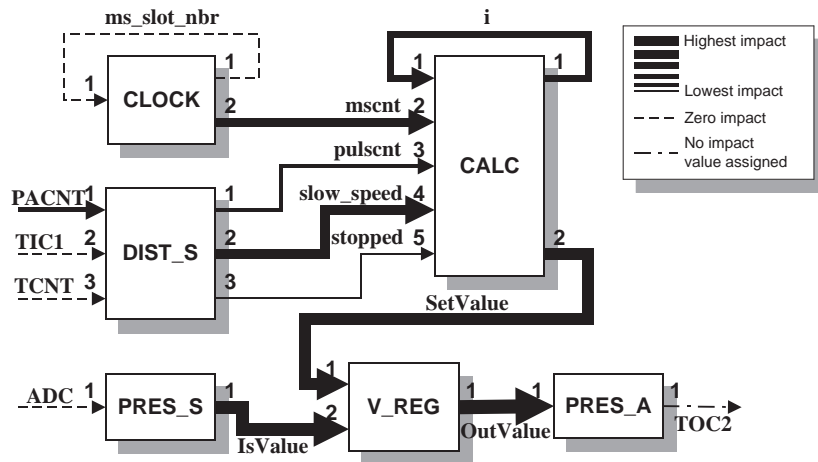 ms_slot_nbr
i
1
1
CLOCK
2
mscnt
1
2
1
CALC
pulscnt
3
PACNT
1
1
slow_speed
4
TIC1
2
DIST_S
2
stopped
5
2
TCNT
3
3
SetValue
ADC
1
PRES_S
1
IsValue
1
2
V_REG
1
OutValue
1
PRES_A
1
TOC2
Highest impact
Lowest impact
Zero impact
No impact
value assigned